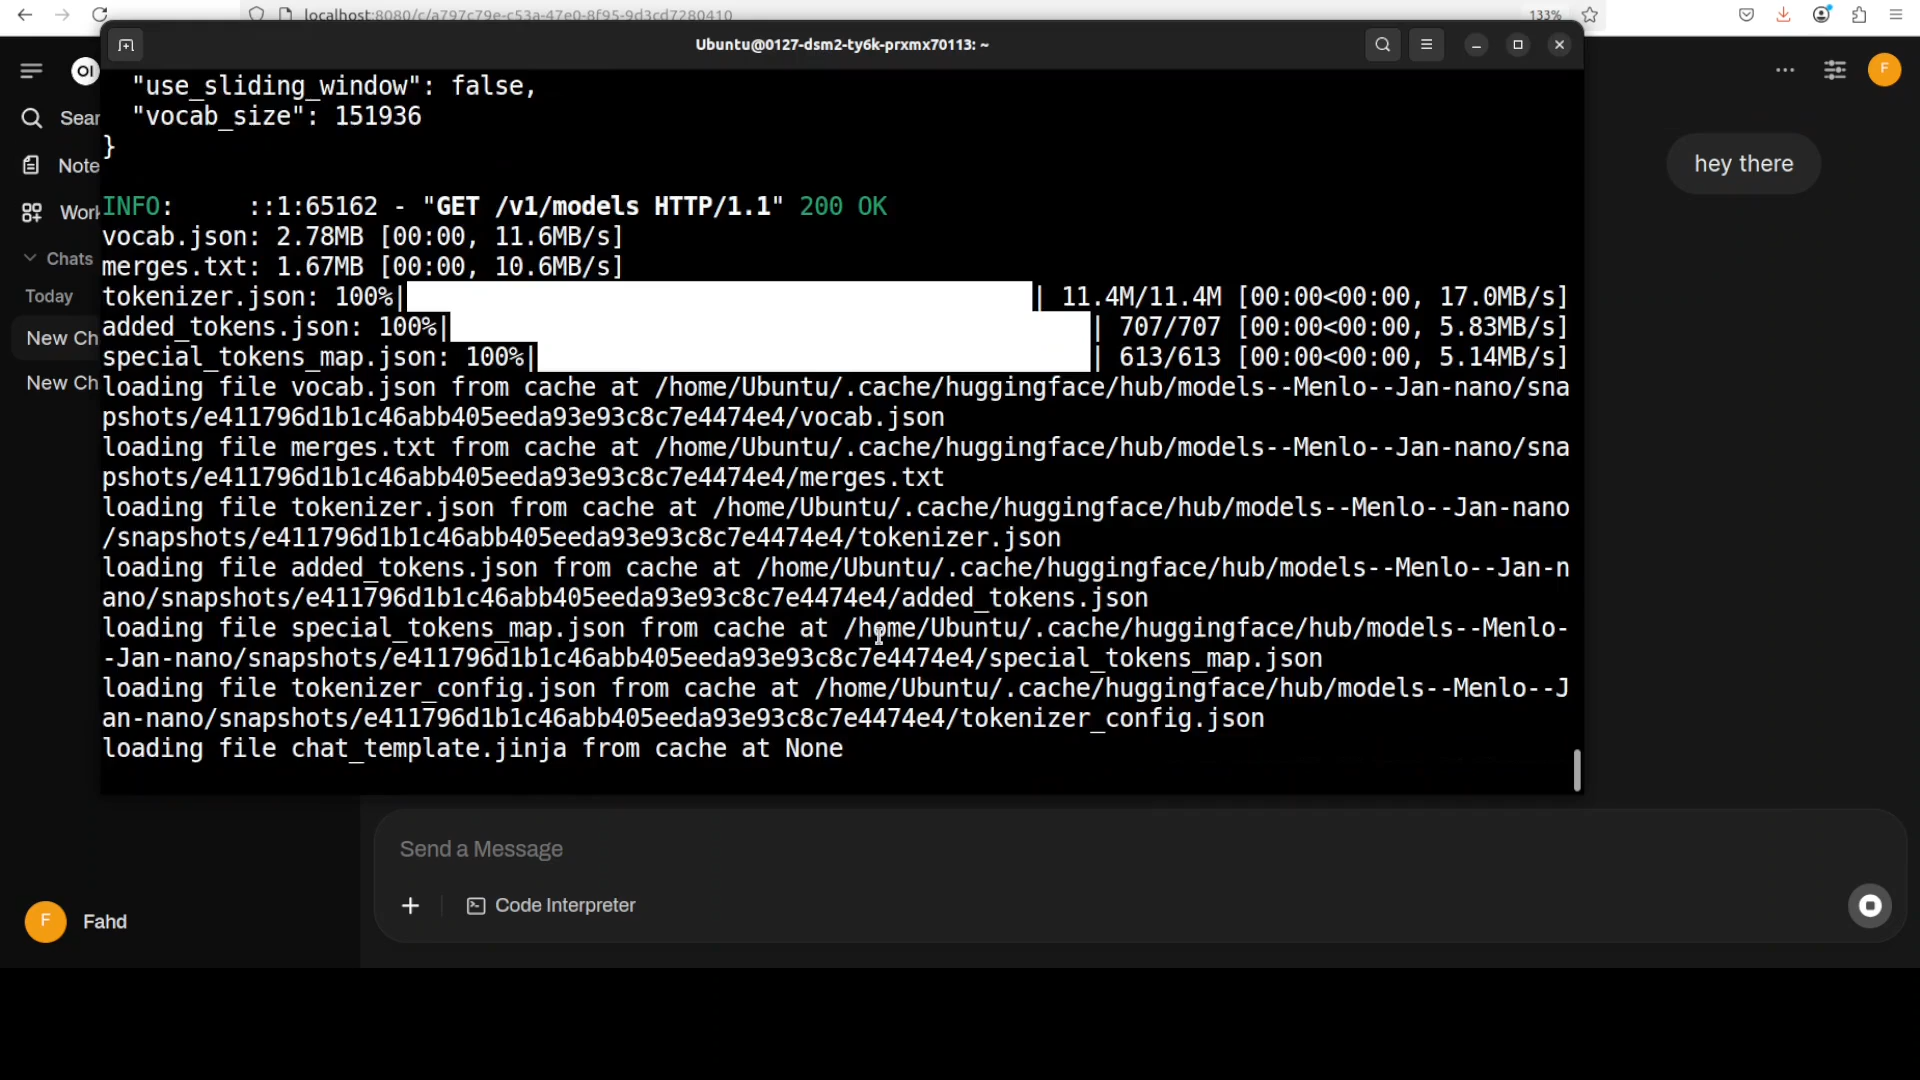 localhost:8080/c/a797c79e-c53a-47e0-8f95-9d3cd7280410
133%
Ubuntu@0127-dsm2-ty6k-prxmx70113: ~
OI
F
"use_sliding_window": false,
Sear
"vocab_size": 151936
}
hey there
Note
INFO:     ::1:65162 - "GET /v1/models HTTP/1.1" 200 OK
Work
vocab.json: 2.78MB [00:00, 11.6MB/s]
Chats
merges.txt: 1.67MB [00:00, 10.6MB/s]
Today
tokenizer.json: 100%| | 11.4M/11.4M [00:00<00:00, 17.0MB/s]
added_tokens.json: 100%| | 707/707 [00:00<00:00, 5.83MB/s]
New Ch
special_tokens_map.json: 100%| | 613/613 [00:00<00:00, 5.14MB/s]
New Ch
loading file vocab.json from cache at /home/Ubuntu/.cache/huggingface/hub/models--Menlo--Jan-nano/sna
pshots/e411796d1b1c46abb405eeda93e93c8c7e4474e4/vocab.json
loading file merges.txt from cache at /home/Ubuntu/.cache/huggingface/hub/models--Menlo--Jan-nano/sna
pshots/e411796d1b1c46abb405eeda93e93c8c7e4474e4/merges.txt
loading file tokenizer.json from cache at /home/Ubuntu/.cache/huggingface/hub/models--Menlo--Jan-nano
/snapshots/e411796d1b1c46abb405eeda93e93c8c7e4474e4/tokenizer.json
loading file added_tokens.json from cache at /home/Ubuntu/.cache/huggingface/hub/models--Menlo--Jan-n
ano/snapshots/e411796d1b1c46abb405eeda93e93c8c7e4474e4/added_tokens.json
loading file special_tokens_map.json from cache at /home/Ubuntu/.cache/huggingface/hub/models--Menlo-
-Jan-nano/snapshots/e411796d1b1c46abb405eeda93e93c8c7e4474e4/special_tokens_map.json
loading file tokenizer_config.json from cache at /home/Ubuntu/.cache/huggingface/hub/models--Menlo--J
an-nano/snapshots/e411796d1b1c46abb405eeda93e93c8c7e4474e4/tokenizer_config.json
loading file chat_template.jinja from cache at None
Send a Message
Code Interpreter
F
Fahd